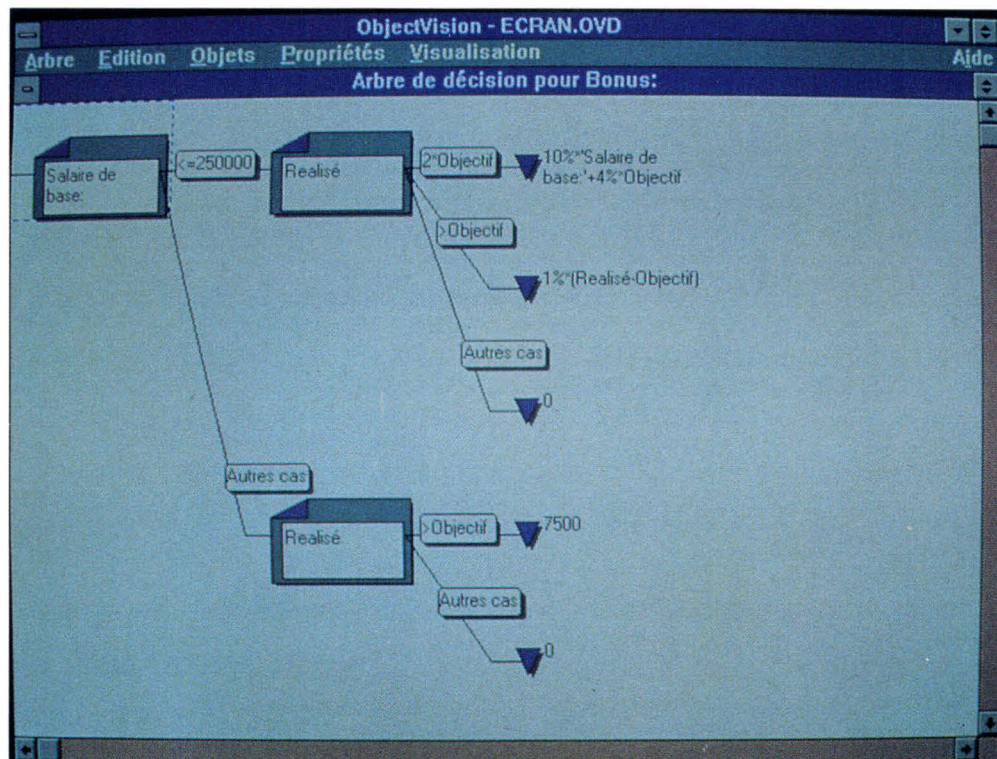 ObjectVision - ECRAN.OVD
Arbre Edition Objets Propriétés Visualisation Aide
Arbre de décision pour Bonus:
Salaire de
base:
<=250000
Realisé
2*Objectif
10%*'Salaire de
base:'+4%*Objectif
>Objectif
1%*(Realisé-Objectif)
Autres cas
0
Autres cas
Realisé
>Objectif
7500
Autres cas
0